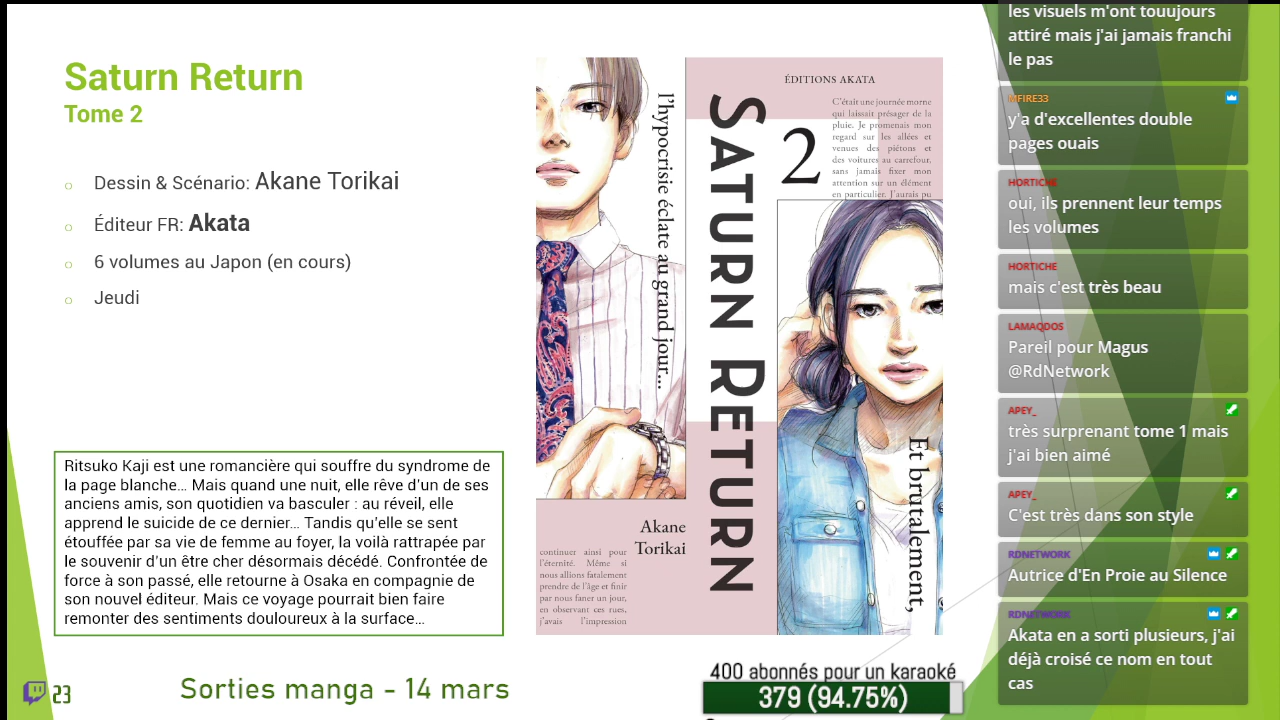 Saturn Return
Tome 2
Dessin & Scénario: Akane Torikai
Éditeur FR: Akata
6 volumes au Japon (en cours)
Jeudi
Ritsuko Kaji est une romancière qui souffre du syndrome de
la page blanche... Mais quand une nuit, elle rêve d'un de ses
anciens amis, son quotidien va basculer : au réveil, elle
apprend le suicide de ce dernier... Tandis qu'elle se sent
étouffée par sa vie de femme au foyer, la voilà rattrapée par
le souvenir d'un être cher désormais décédé. Confrontée de
force à son passé, elle retourne à Osaka en compagnie de
son nouvel éditeur. Mais ce voyage pourrait bien faire
remonter des sentiments douloureux à la surface...
ÉDITIONS AKATA
C'était une journée morne
qui laissait présager de la
pluie. Je promenais mon
regard sur les allées et
venues des piétons et
des voitures au carrefour,
sans jamais fixer mon
attention sur un élément
en particulier. J'aurais pu
2
SATURN RETURN
l'hypocrisie éclate au grand jour...
Et brutalement,
Akane
Torikai
continuer ainsi pour
l'éternité. Même si
nous allions fatalement
prendre de l'âge et finir
par nous faner un jour,
en observant ces rues,
j'avais l'impression
23
Sorties manga - 14 mars
400 abonnés pour un karaoké
379 (94.75%)
les visuels m'ont touujours
attiré mais j'ai jamais franchi
le pas
MFIRE33
y'a d'excellentes double
pages ouais
HORTICHE
oui, ils prennent leur temps
les volumes
HORTICHE
mais c'est très beau
LAMAQDOS
Pareil pour Magus
@RdNetwork
APEY_
très surprenant tome 1 mais
j'ai bien aimé
APEY_
C'est très dans son style
RDNETWORK
Autrice d'En Proie au Silence
RDNETWORK
Akata en a sorti plusieurs, j'ai
déjà croisé ce nom en tout
cas